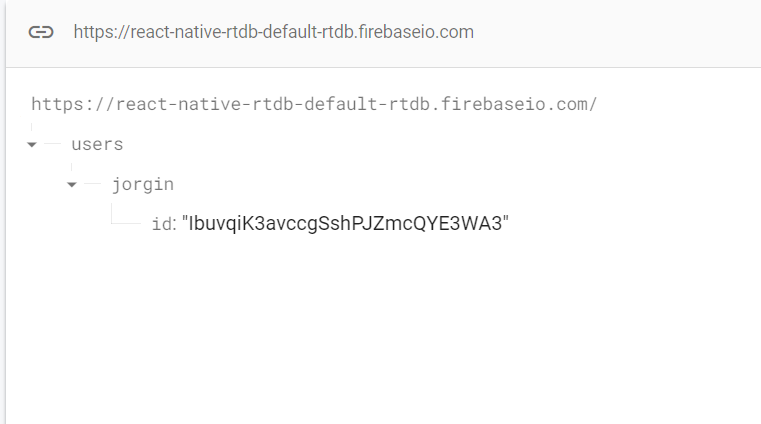 https://react-native-rtdb-default-rtdb.firebaseio.com
https://react-native-rtdb-default-rtdb.firebaseio.com/
users
jorgin
id: "IbuvqiK3avccgSshPJZmcQYE3WA3"